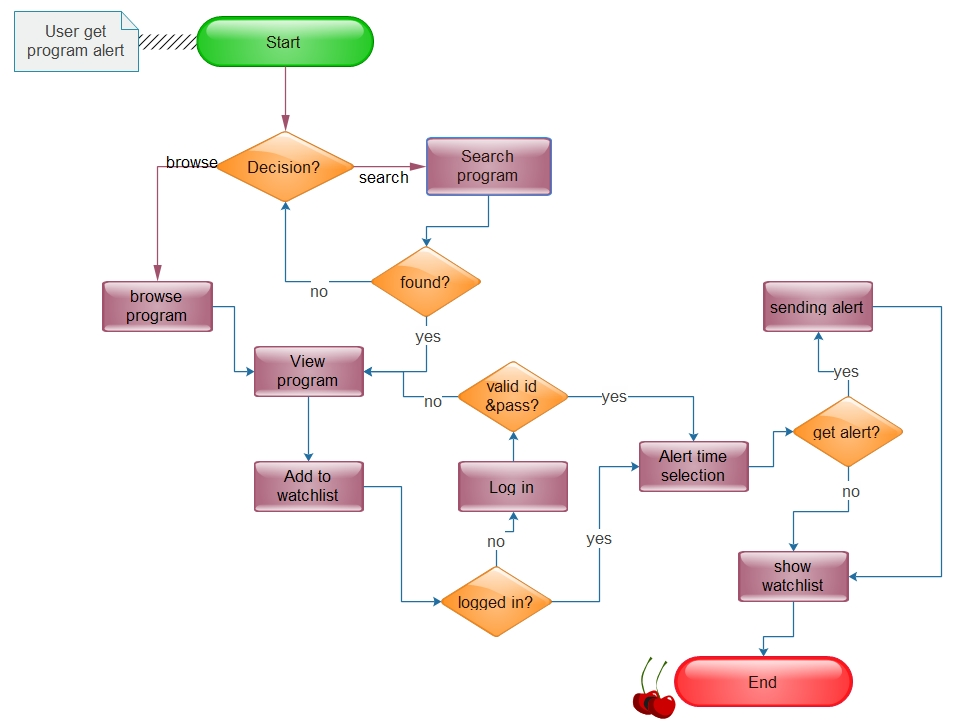 User get
program alert
Start
browse
Decision?
search
Search
program
found?
no
yes
browse
program
View
program
Add to
watchlist
no
valid id
&pass?
yes
Log in
no
logged in?
yes
Alert time
selection
sending alert
yes
get alert?
no
show
watchlist
End